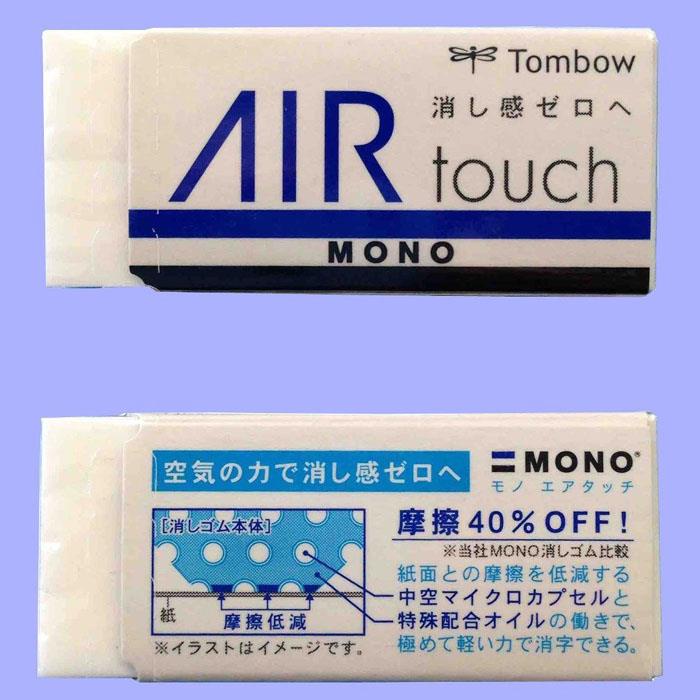 Tombow
消し感ゼロへ
AIR touch
MONO
空気の力で消し感ゼロへ
MONO®
モノ エアタッチ
[消しゴム本体]
紙
摩擦低減
※イラストはイメージです。
摩擦40%OFF!
※当社MONO消しゴム比較
紙面との摩擦を低減する
中空マイクロカプセルと
特殊配合オイルの働きで、
極めて軽い力で消字できる。